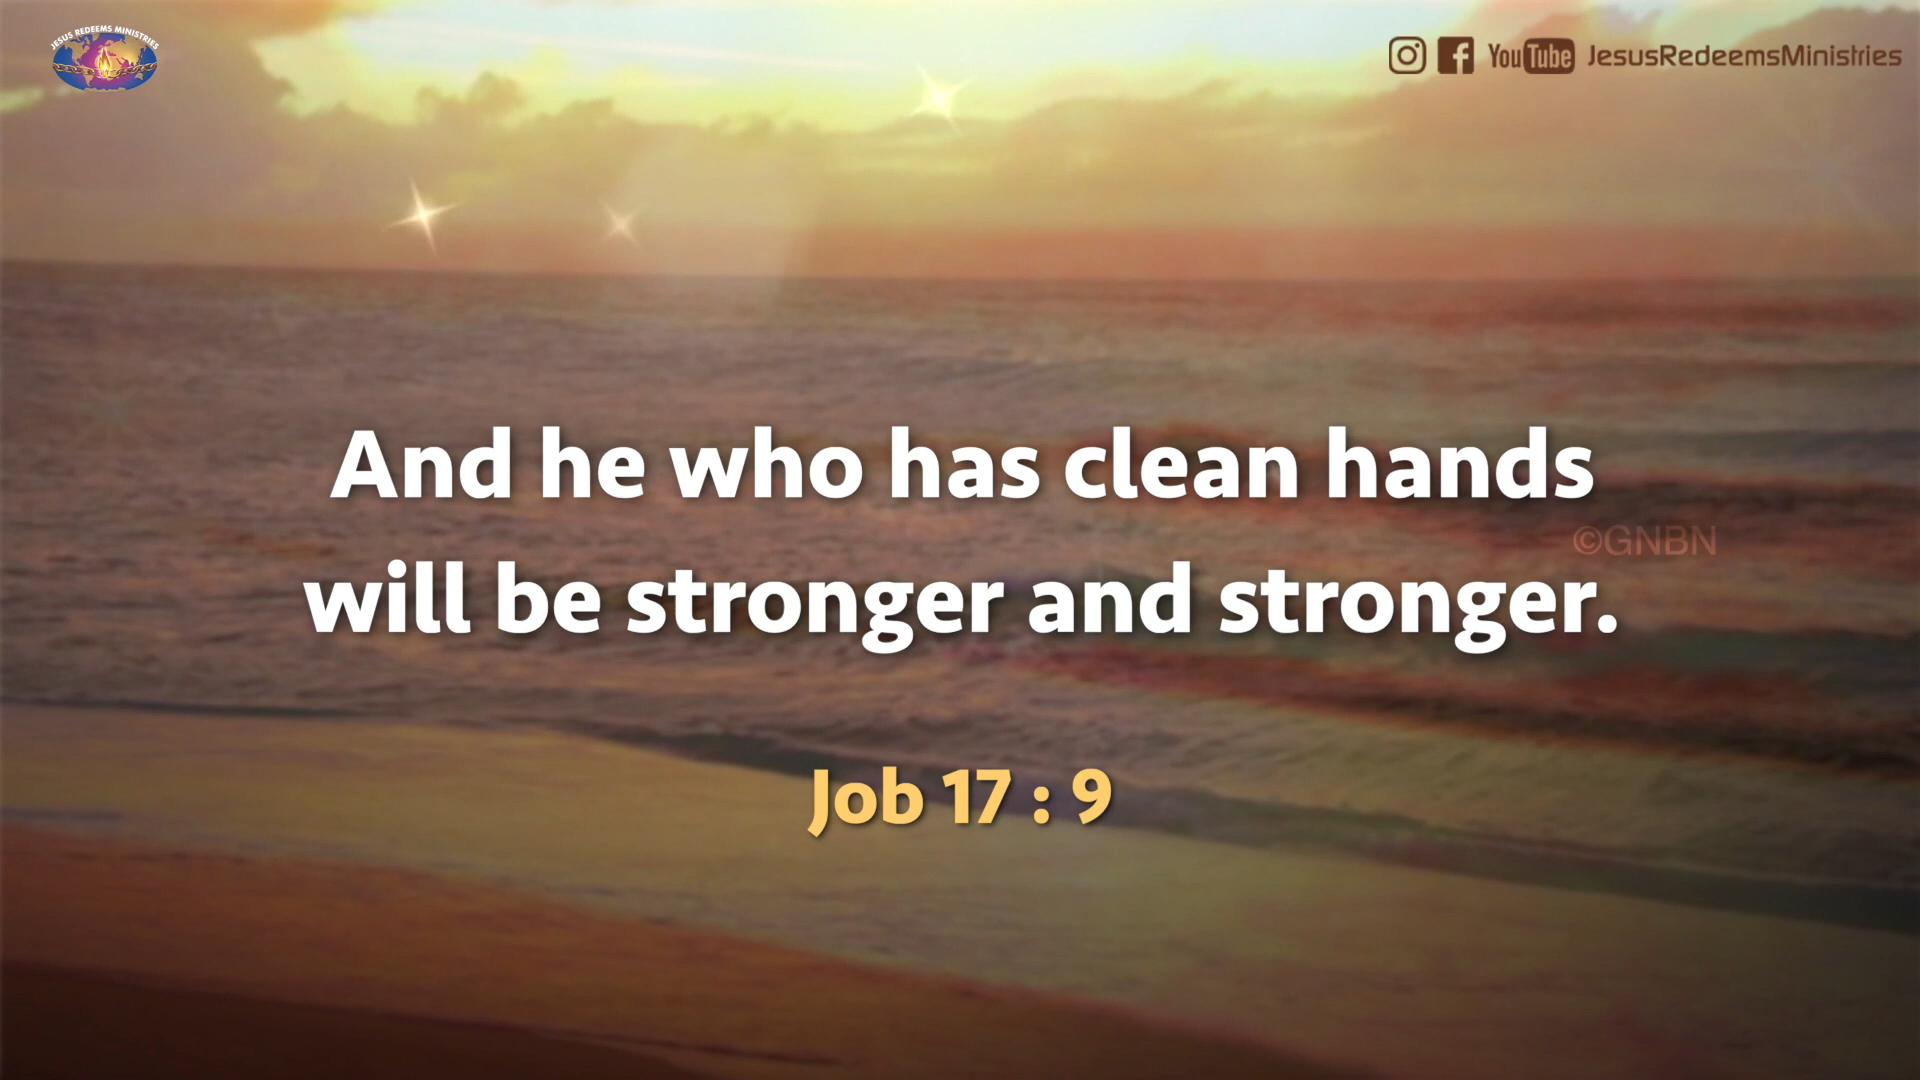 JESUS REDEEMS MINISTRIES
YouTube JesusRedeemsMinistries
And he who has clean hands
©GNBN
will be stronger and stronger.
Job 17 : 9